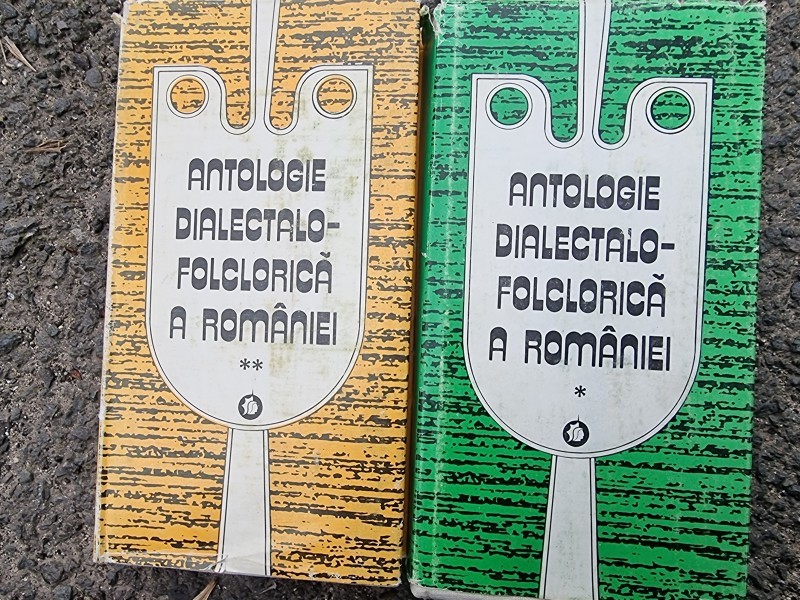 ANTOLOGIE
DIALECTALO-
FOLCLORICĂ
A ROMÂNIEI
**
ANTOLOGIE
DIALECTALO-
FOLCLORICĂ
A ROMÂNIEI
*